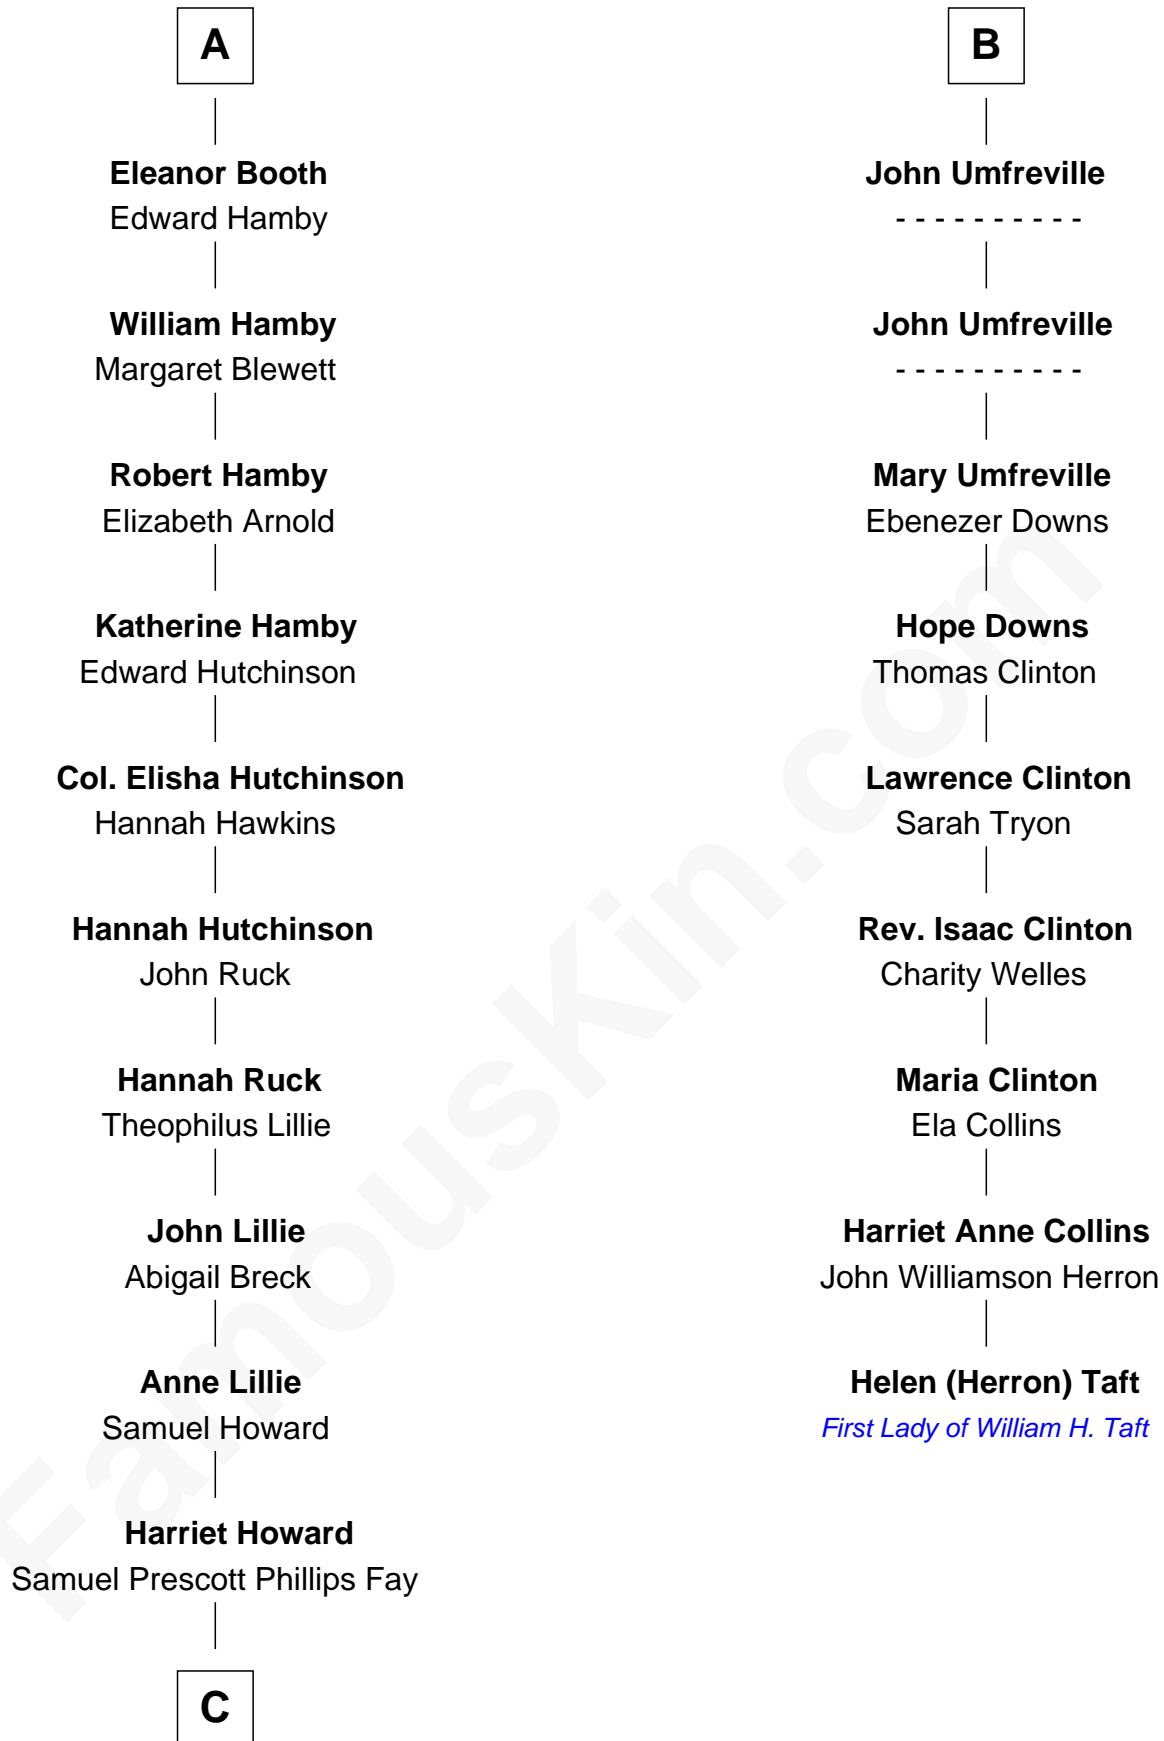 A
Eleanor Booth
Edward Hamby
William Hamby
Margaret Blewett
Robert Hamby
Elizabeth Arnold
Katherine Hamby
Edward Hutchinson
Col. Elisha Hutchinson
Hannah Hawkins
Hannah Hutchinson
John Ruck
Hannah Ruck
Theophilus Lillie
John Lillie
Abigail Breck
Anne Lillie
Samuel Howard
Harriet Howard
Samuel Prescott Phillips Fay
C
B
John Umfreville
- - - - - - - - - -
John Umfreville
- - - - - - - - - -
Mary Umfreville
Ebenezer Downs
Hope Downs
Thomas Clinton
Lawrence Clinton
Sarah Tryon
Rev. Isaac Clinton
Charity Welles
Maria Clinton
Ela Collins
Harriet Anne Collins
John Williamson Herron
Helen (Herron) Taft
First Lady of William H. Taft
FamousKin.com